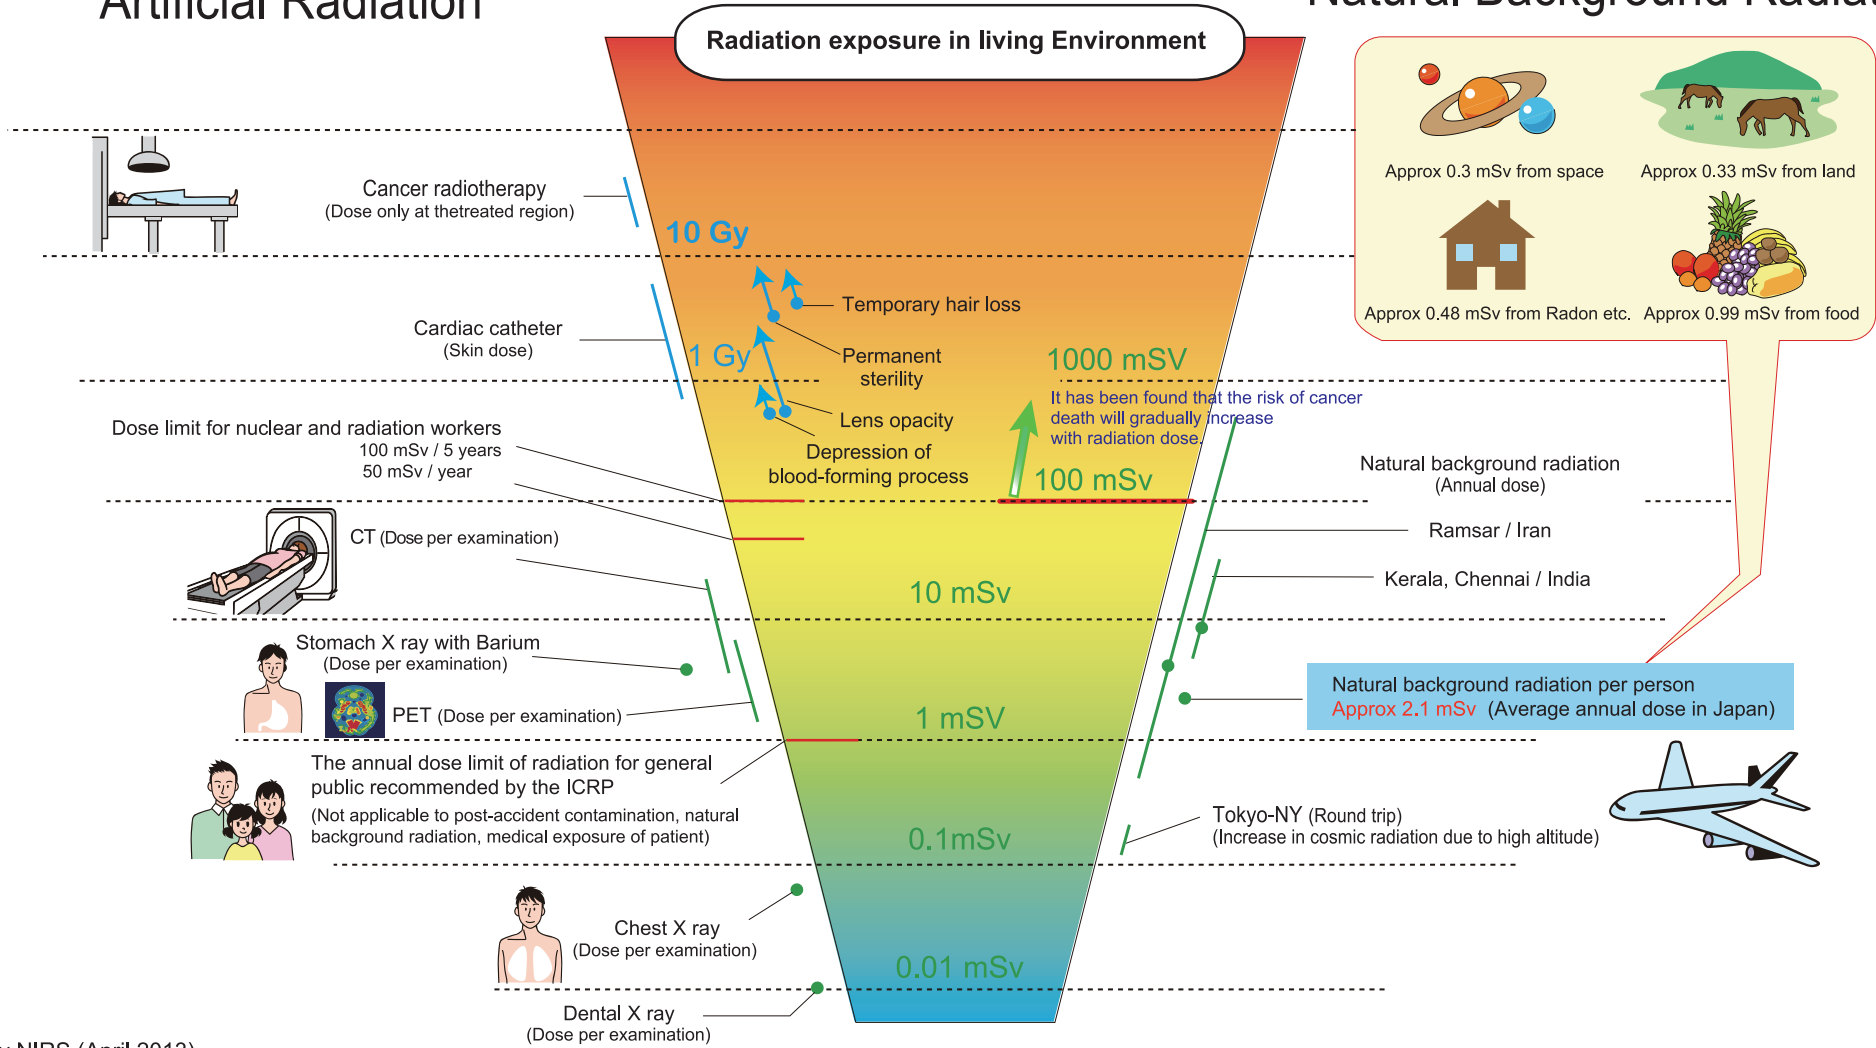 Artificial Radiation
Natural Background
Radiation exposure in living Environment
Approx 0.3 mSv from space
Approx 0.33 mSv from land
Approx 0.48 mSv from Radon etc.
Approx 0.99 mSv from food
Cancer radiotherapy
(Dose only at thetreated region)
10 Gy
Temporary hair loss
Cardiac catheter
(Skin dose)
1 Gy
Permanent
sterility
1000 mSV
It has been found that the risk of cancer
death will gradually increase
with radiation dose.
Lens opacity
Depression of
blood-forming process
100 mSv
Dose limit for nuclear and radiation workers
100 mSv / 5 years
50 mSv / year
Natural background radiation
(Annual dose)
Ramsar / Iran
Kerala, Chennai / India
CT (Dose per examination)
10 mSv
Stomach X ray with Barium
(Dose per examination)
PET (Dose per examination)
1 mSV
Natural background radiation per person
Approx 2.1 mSv (Average annual dose in Japan)
The annual dose limit of radiation for general
public recommended by the ICRP
(Not applicable to post-accident contamination, natural
background radiation, medical exposure of patient)
0.1mSv
Tokyo-NY (Round trip)
(Increase in cosmic radiation due to high altitude)
Chest X ray
(Dose per examination)
0.01 mSv
Dental X ray
(Dose per examination)
NIRS (April 2013)